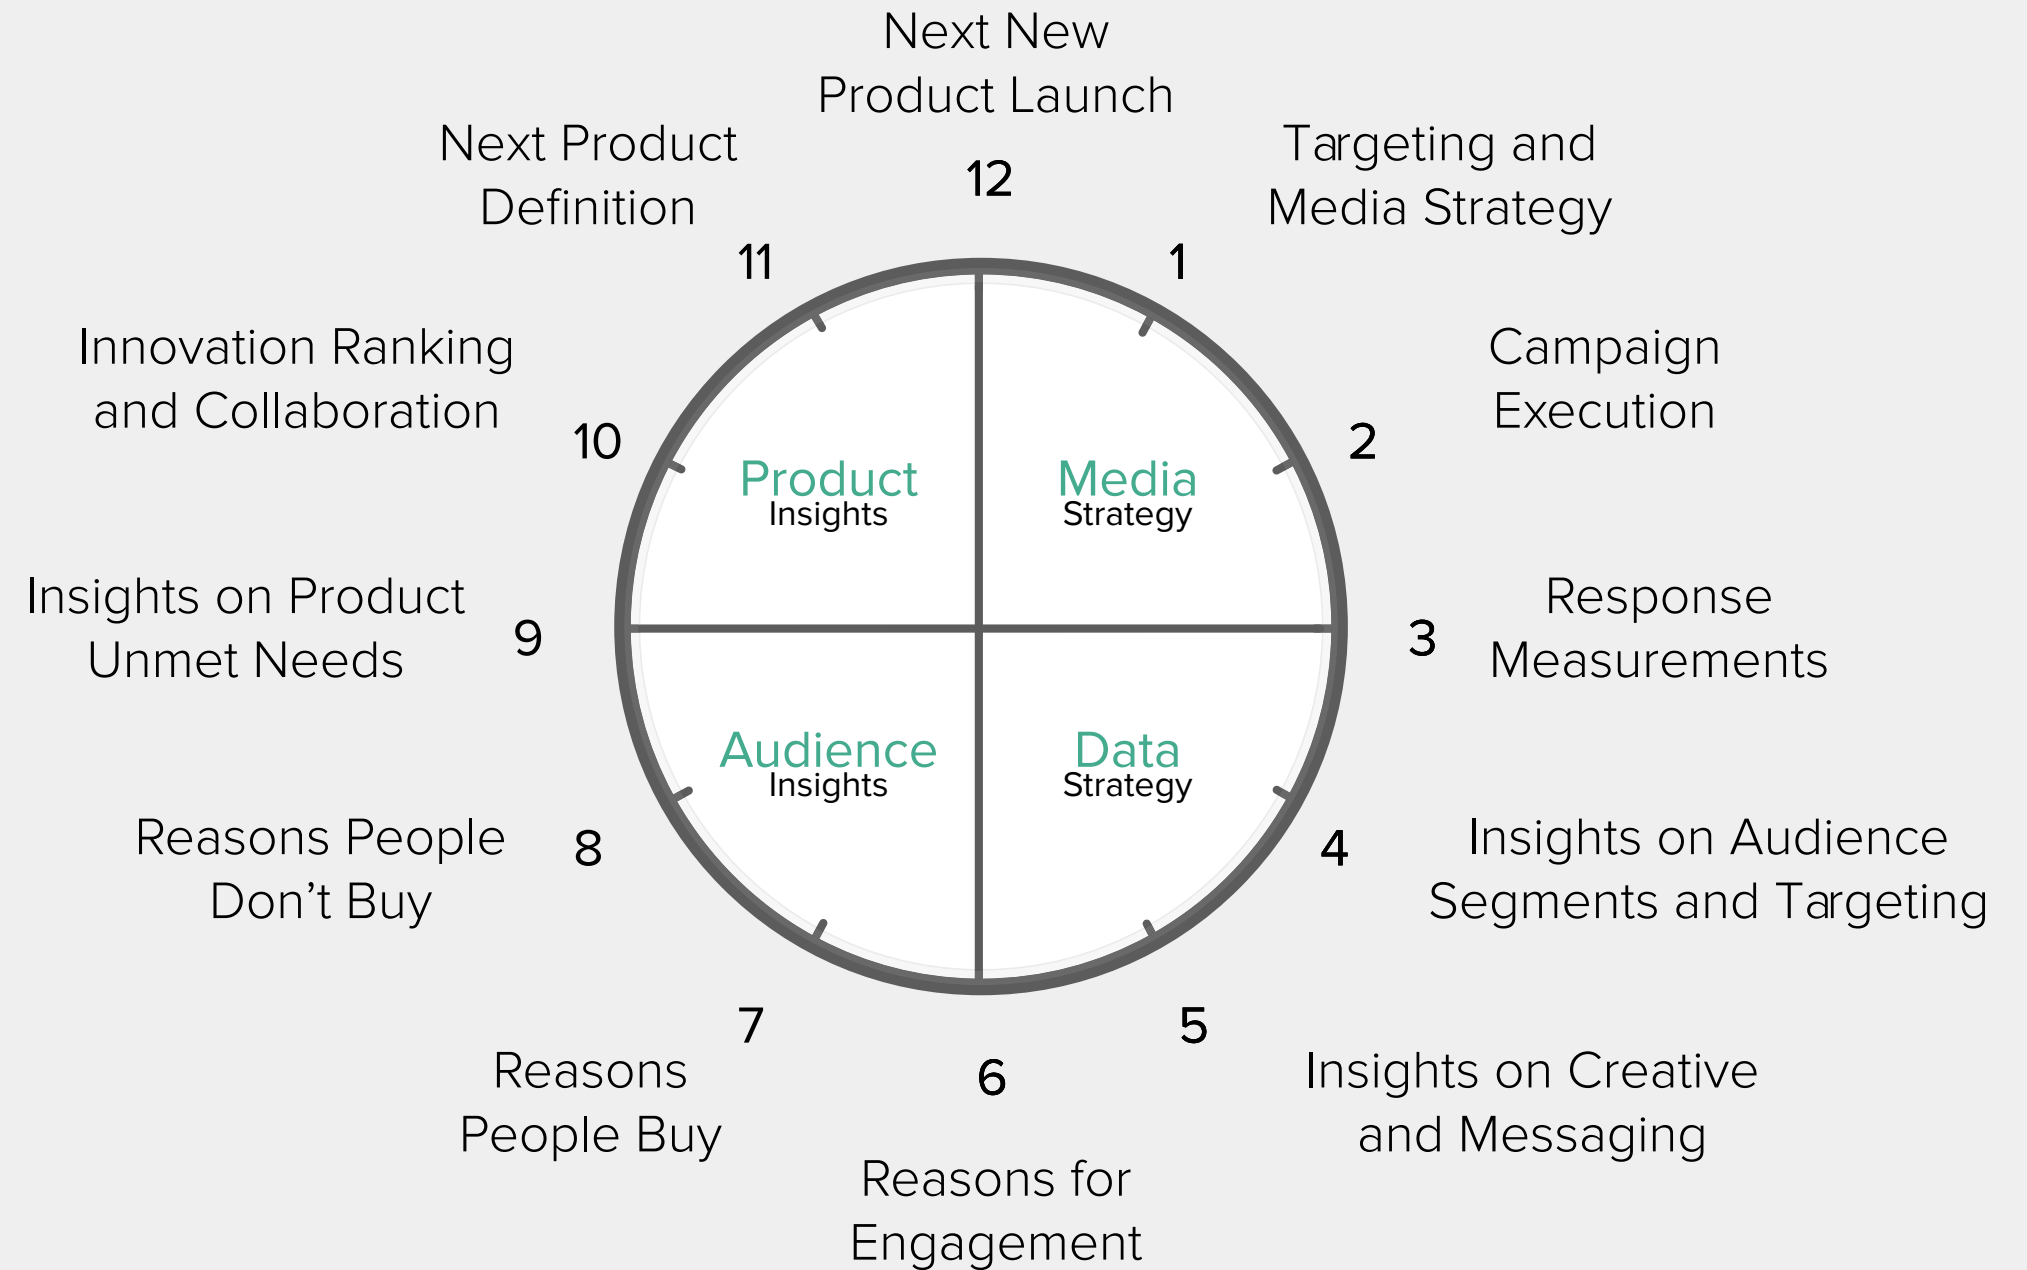 Next New
Product Launch
12
Targeting and
Media Strategy
1
Campaign
Execution
2
Response
Measurements
3
Insights on Audience
Segments and Targeting
4
Insights on Creative
and Messaging
5
Reasons for
Engagement
6
Reasons
People Buy
7
Reasons People
Don’t Buy
8
Insights on Product
Unmet Needs
9
Innovation Ranking
and Collaboration
10
Next Product
Definition
11
Product
Insights
Media
Strategy
Audience
Insights
Data
Strategy